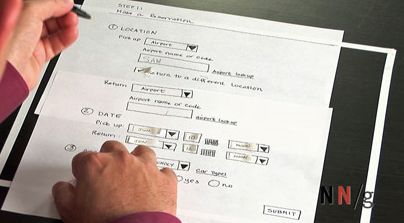 STEP 1:
Make a Reservation
① LOCATION
Pick up Airport
Airport name or code
SAN Airport lookup
Return to a different location
Return Airport
Airport name or code
Airport lookup
② DATE
Pick up
Return
③
Car Types
yes no
SUBMIT
NN/g